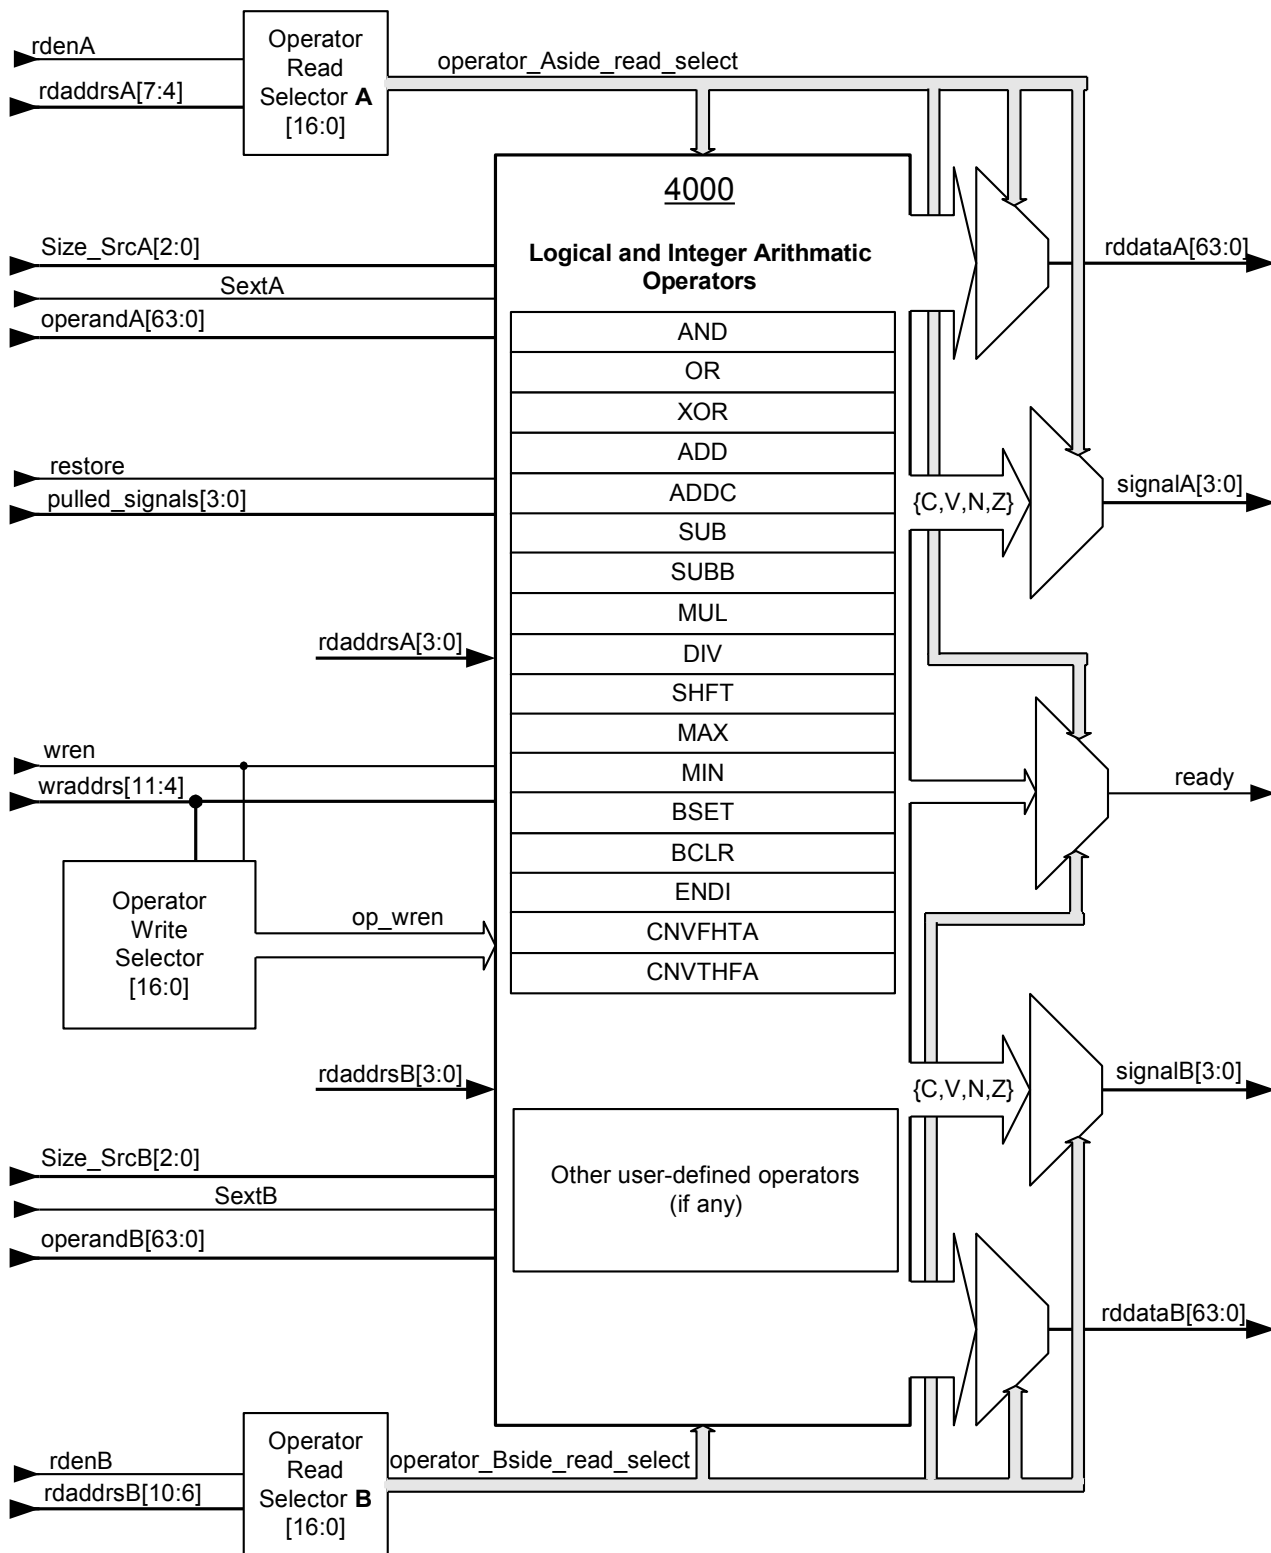 rdenA
rdaddrsA[7:4]
Operator
Read
Selector A
[16:0]
operator_Aside_read_select
4000
Logical and Integer Arithmatic
Operators
Size_SrcA[2:0]
SextA
operandA[63:0]
rddataA[63:0]
AND
OR
XOR
ADD
ADDC
SUB
SUBB
MUL
DIV
SHFT
MAX
MIN
BSET
BCLR
ENDI
CNVFHTA
CNVTHFA
restore
pulled_signals[3:0]
{C,V,N,Z}
signalA[3:0]
rdaddrsA[3:0]
wren
wraddrs[11:4]
ready
Operator
Write
Selector
[16:0]
op_wren
rdaddrsB[3:0]
{C,V,N,Z}
signalB[3:0]
Size_SrcB[2:0]
SextB
operandB[63:0]
Other user-defined operators
(if any)
rddataB[63:0]
rdenB
rdaddrsB[10:6]
Operator
Read
Selector B
[16:0]
operator_Bside_read_select